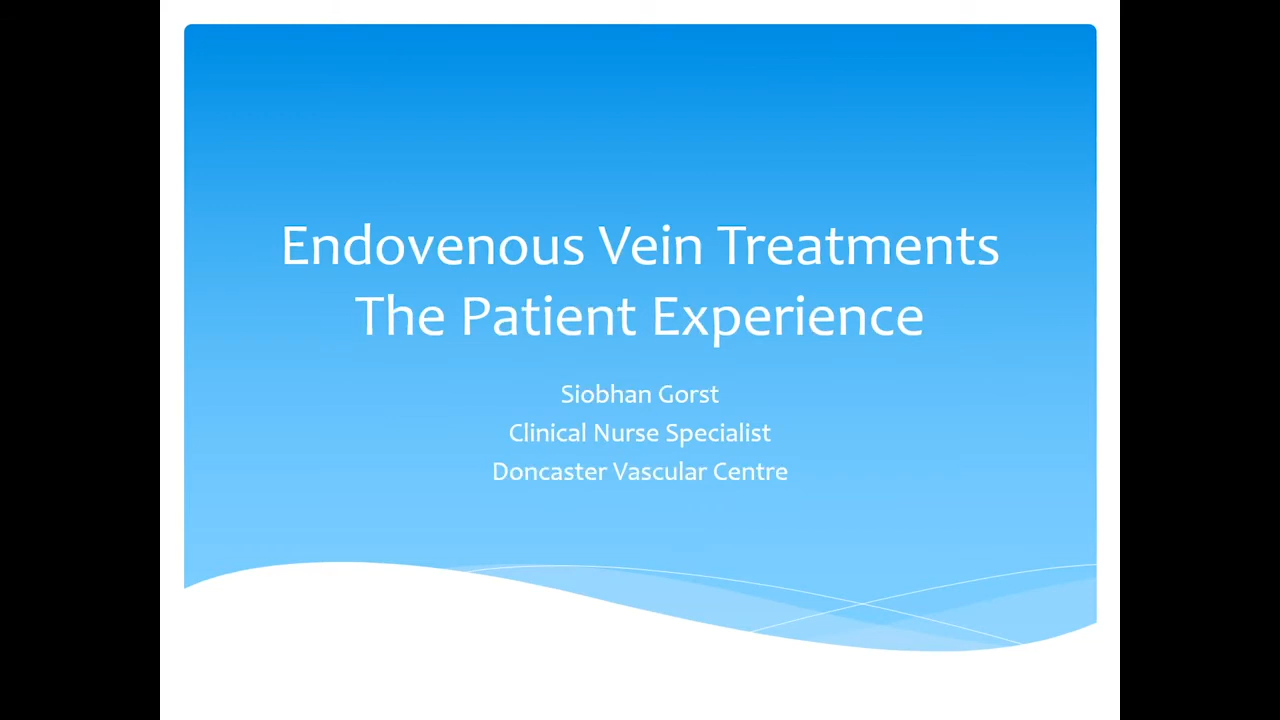 Endovenous Vein Treatments
The Patient Experience
Siobhan Gorst
Clinical Nurse Specialist
Doncaster Vascular Centre